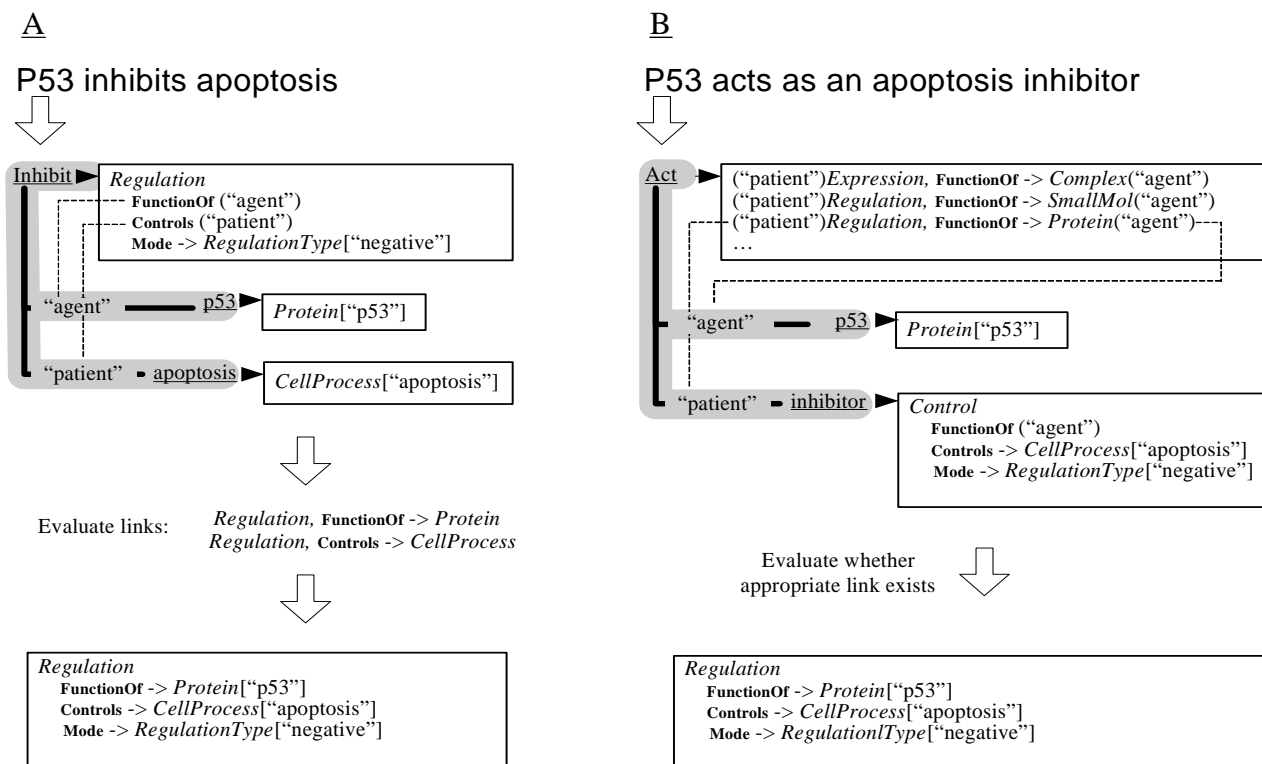 A
P53 inhibits apoptosis
Inhibit
Regulation
FunctionOf (“agent”)
Controls (“patient”)
Mode -> RegulationType[“negative”]
“agent” p53
Protein[“p53”]
“patient” apoptosis
CellProcess[“apoptosis”]
Evaluate links:
Regulation, FunctionOf -> Protein
Regulation, Controls -> CellProcess
Regulation
FunctionOf -> Protein[“p53”]
Controls -> CellProcess[“apoptosis”]
Mode -> RegulationType[“negative”]
B
P53 acts as an apoptosis inhibitor
Act
(“patient”)Expression, FunctionOf -> Complex(“agent”)
(“patient”)Regulation, FunctionOf -> SmallMol(“agent”)
(“patient”)Regulation, FunctionOf -> Protein(“agent”)
…
“agent” p53
Protein[“p53”]
“patient” inhibitor
Control
FunctionOf (“agent”)
Controls -> CellProcess[“apoptosis”]
Mode -> RegulationType[“negative”]
Evaluate whether
appropriate link exists
Regulation
FunctionOf -> Protein[“p53”]
Controls -> CellProcess[“apoptosis”]
Mode -> RegulationlType[“negative”]